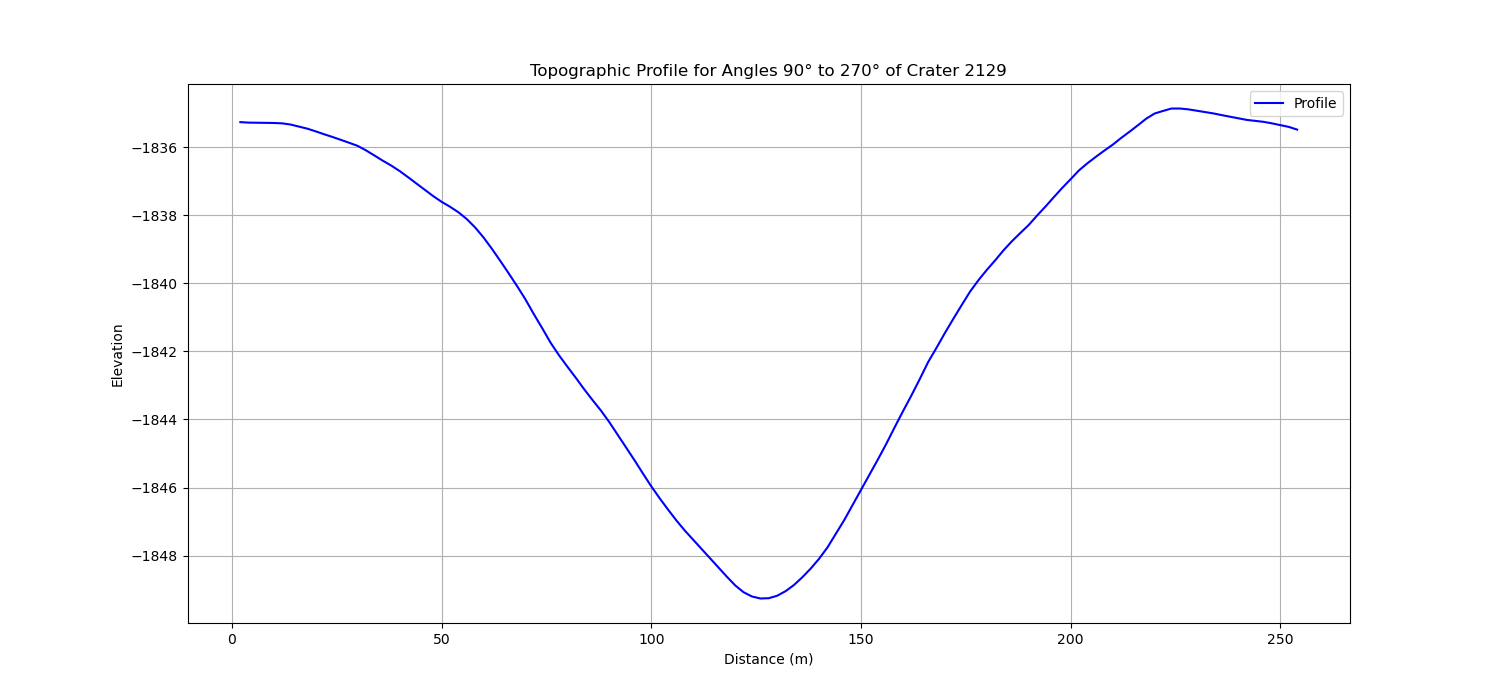 Topographic Profile for Angles 90° to 270° of Crater 2129
Profile
−1836
−1838
−1840
−1842
−1844
−1846
−1848
Elevation
0 50 100 150 200 250
Distance (m)